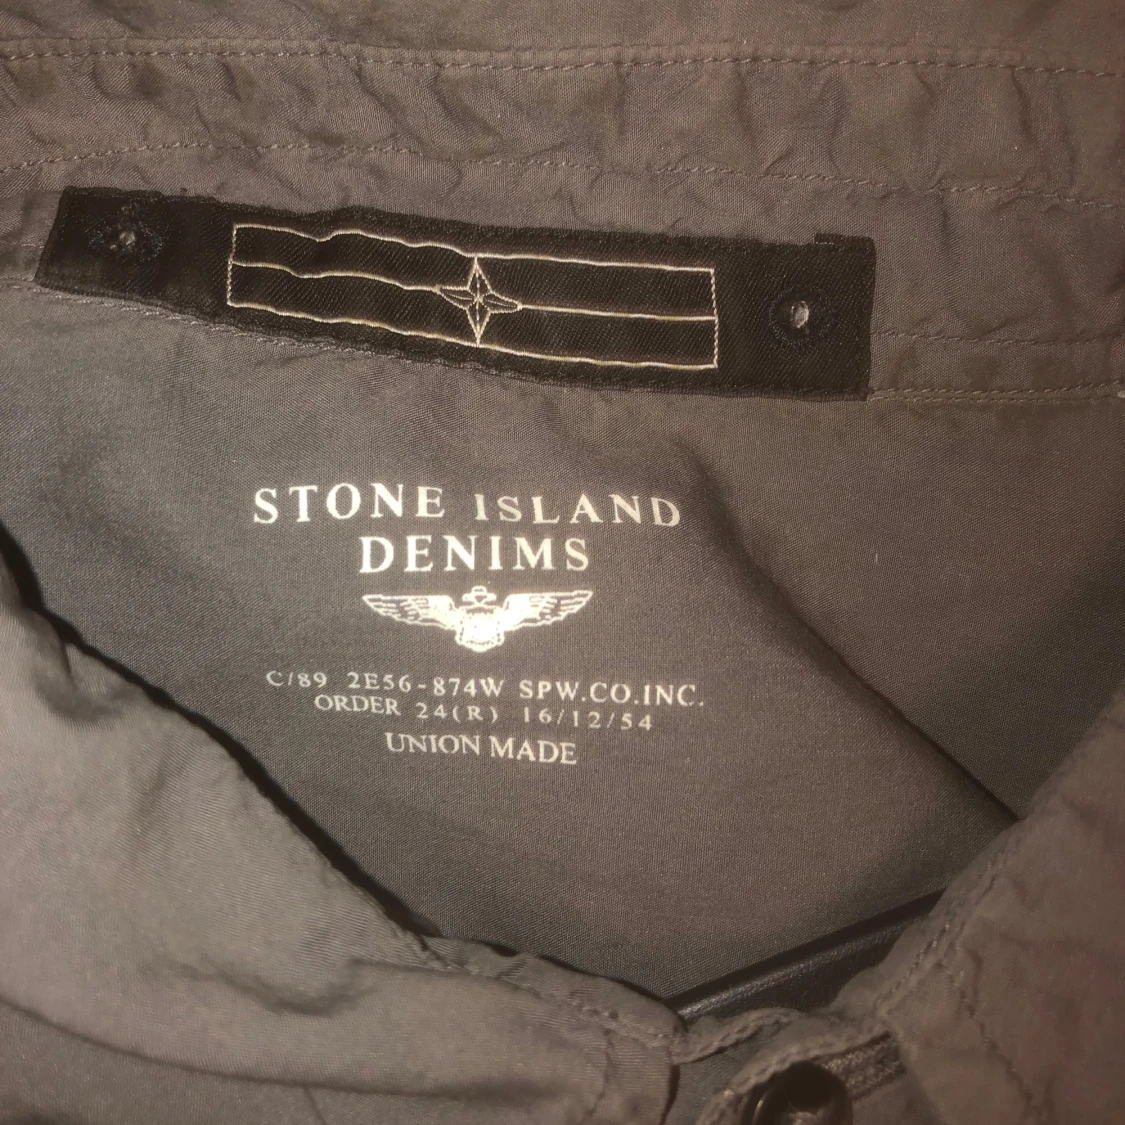 STONE ISLAND
DENIMS
C/89 2E56-874W SPW.CO.INC.
ORDER 24(R) 16/12/54
UNION MADE